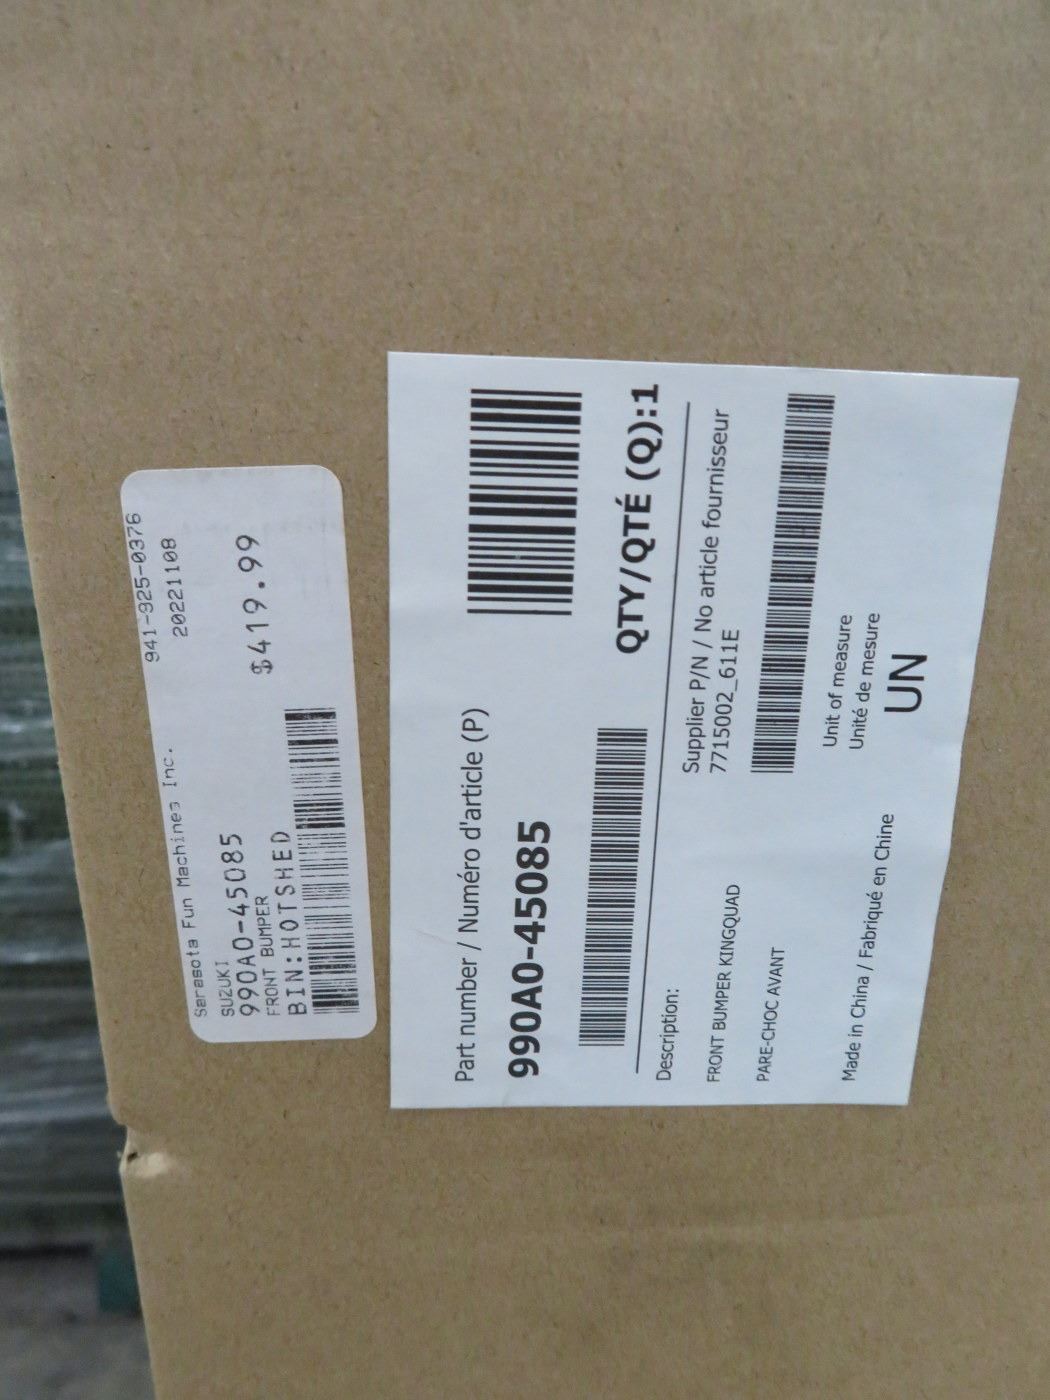 Sarasota Fun Machines Inc. 941-925-0376
SUZUKI 20221108
990A0-45085
FRONT BUMPER $419.99
BIN:HOTSHED
Part number / Numéro d'article (P)
990A0-45085
QTY/QTÉ (Q):1
Description:
FRONT BUMPER KINGQUAD
PARE-CHOC AVANT
Supplier P/N / No article fournisseur
7715002_611E
Unit of measure
Unité de mesure
UN
Made in China / Fabriqué en Chine